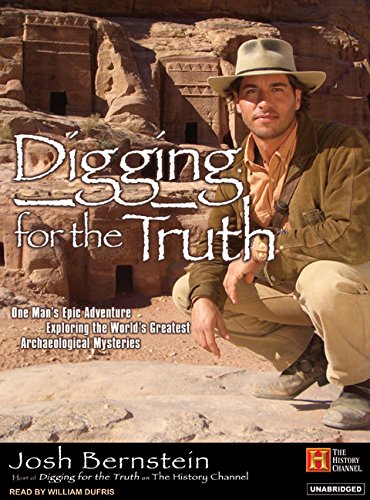 Digging
for the Truth
One Man's Epic Adventure
Exploring the World's Greatest
Archaeological Mysteries
Josh Bernstein
Host of Digging for the Truth on The History Channel
READ BY WILLIAM DUFRIS
H
THE
HISTORY
CHANNEL
UNABRIDGED